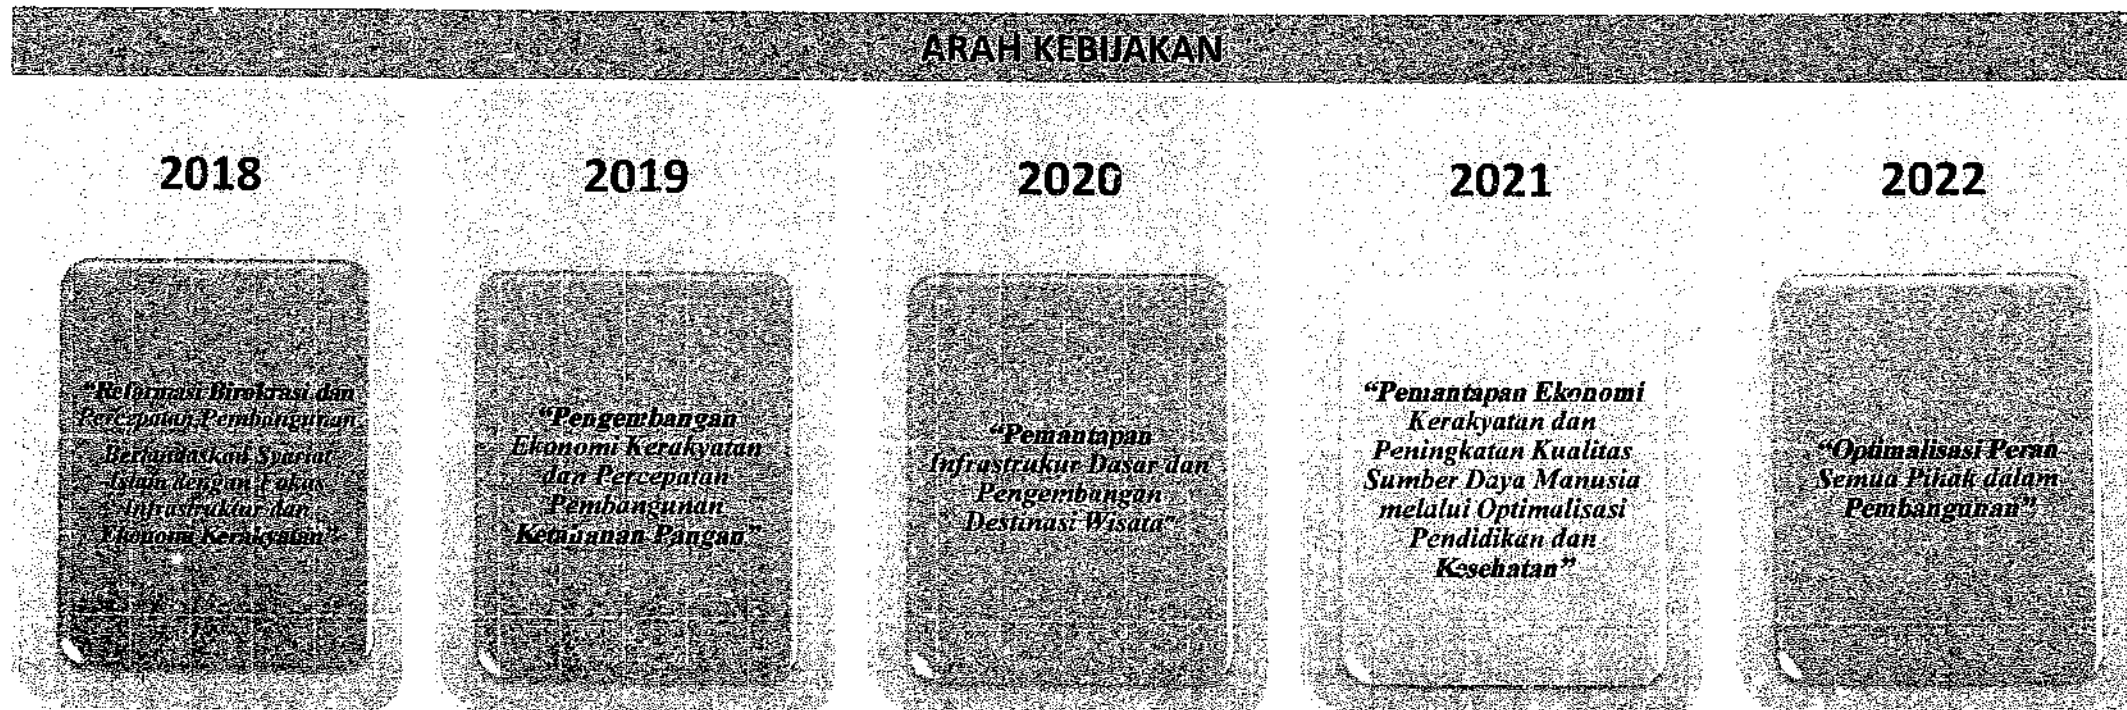 ARAH KEBIJAKAN
2018
"Reformasi Birokrasi dan
Percepatan Pembangunan
Berlandaskan Syariat
Islam dengan Fokus
Infrastruktur dan
Ekonomi Kerakyatan"
2019
"Pengembangan
Ekonomi Kerakyatan
dan Percepatan
Pembangunan
Ketahanan Pangan"
2020
"Pemantapan
Infrastrukur Dasar dan
Pengembangan
Destinasi Wisata"
2021
"Pemantapan Ekonomi
Kerakyatan dan
Peningkatan Kualitas
Sumber Daya Manusia
melalui Optimalisasi
Pendidikan dan
Kesehatan"
2022
"Optimalisasi Peran
Semua Pihak dalam
Pembangunan"